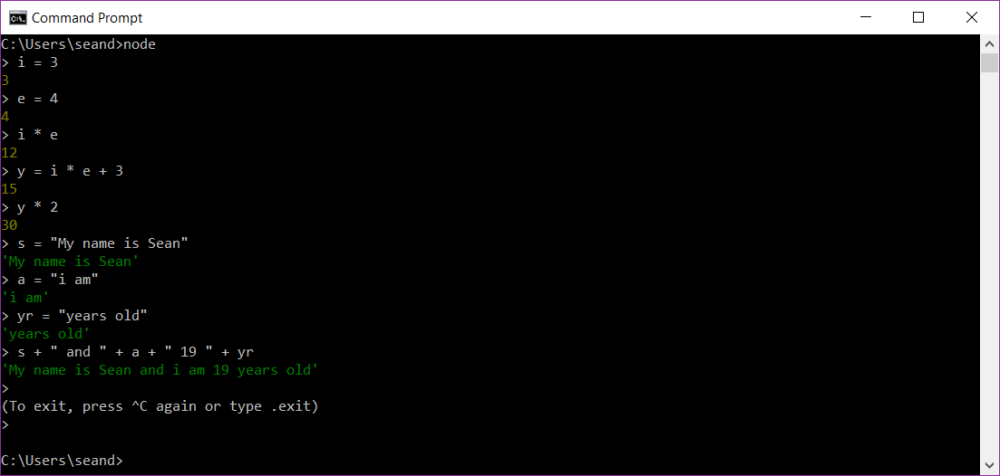 Command Prompt
C:\Users\seand>node
> i = 3
3
> e = 4
4
> i * e
12
> y = i * e + 3
15
> y * 2
30
> s = "My name is Sean"
'My name is Sean'
> a = "i am"
'i am'
> yr = "years old"
'years old'
> s + " and " + a + " 19 " + yr
'My name is Sean and i am 19 years old'
>
(To exit, press ^C again or type .exit)
>
C:\Users\seand>